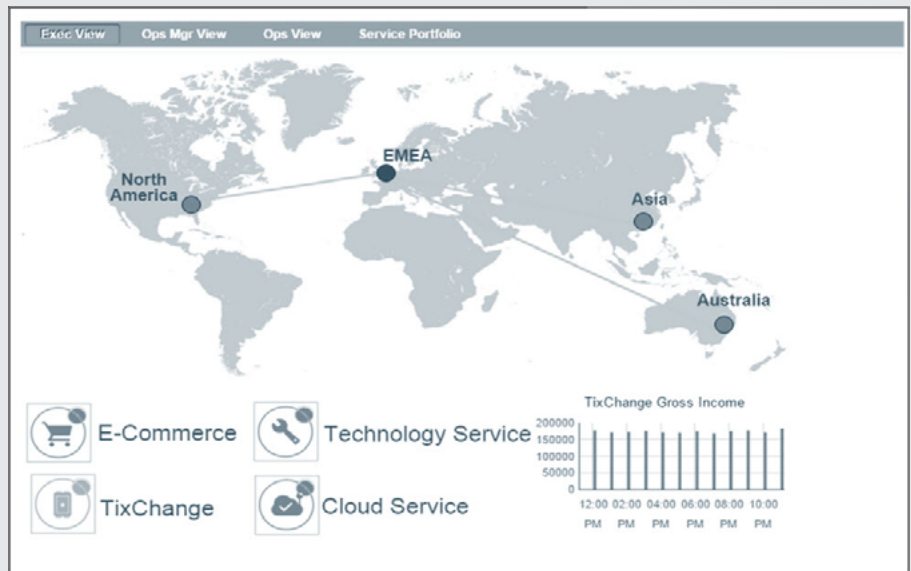 Exec View Ops Mgr View Ops View Service Portfolio
EMEA
North
America
Asia
Australia
E-Commerce
Technology Service
TixChange
Cloud Service
TixChange Gross Income
200000
150000
100000
50000
0
12:00 02:00 04:00 06:00 08:00 10:00
PM PM PM PM PM PM